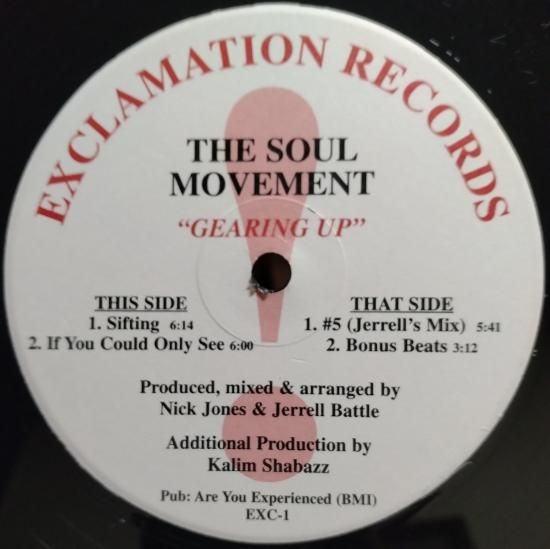 EXCLAMATION RECORDS
THE SOUL
MOVEMENT
"GEARING UP"
THIS SIDE
1. Sifting 6:14
2. If You Could Only See 6:00
THAT SIDE
1. #5 (Jerrell's Mix) 5:41
2. Bonus Beats 3:12
Produced, mixed & arranged by
Nick Jones & Jerrell Battle
Additional Production by
Kalim Shabazz
Pub: Are You Experienced (BMI)
EXC-1